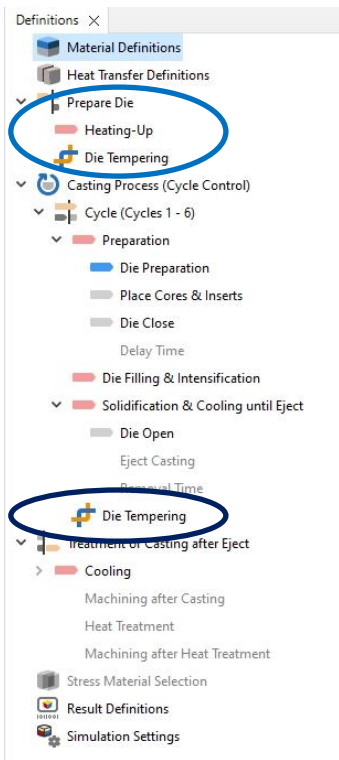 Definitions
Material Definitions
Heat Transfer Definitions
Prepare Die
Heating-Up
Die Tempering
Casting Process (Cycle Control)
Cycle (Cycles 1 - 6)
Preparation
Die Preparation
Place Cores & Inserts
Die Close
Delay Time
Die Filling & Intensification
Solidification & Cooling until Eject
Die Open
Eject Casting
Removal Time
Die Tempering
Treatment of Casting after Eject
Cooling
Machining after Casting
Heat Treatment
Machining after Heat Treatment
Stress Material Selection
Result Definitions
Simulation Settings